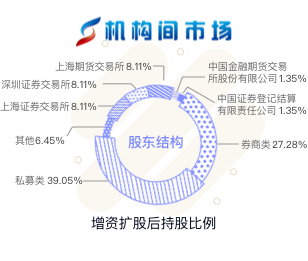 机构间市场
上海期货交易所 8.11%
中国金融期货交易
所股份有限公司 1.35%
深圳证券交易所8.11%
中国证券登记结算
有限责任公司 1.35%
上海证券交易所 8.11%
其他6.45%
股东结构
券商类 27.28%
私募类 39.05%
增资扩股后持股比例